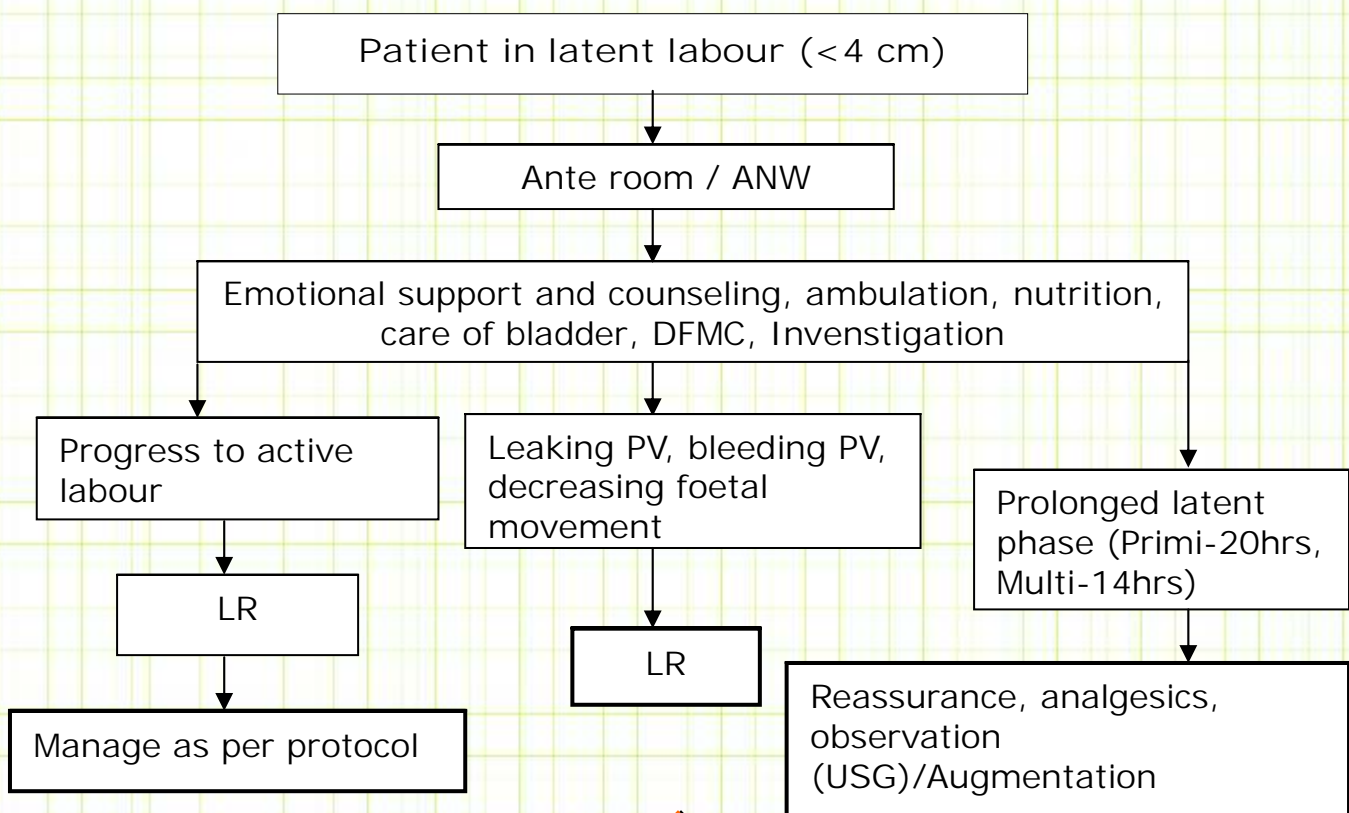 Patient in latent labour (<4 cm)
Ante room / ANW
Emotional support and counseling, ambulation, nutrition,
care of bladder, DFMC, Invenstigation
Progress to active
labour
LR
Manage as per protocol
Leaking PV, bleeding PV,
decreasing foetal
movement
LR
Prolonged latent
phase (Primi-20hrs,
Multi-14hrs)
Reassurance, analgesics,
observation
(USG)/Augmentation